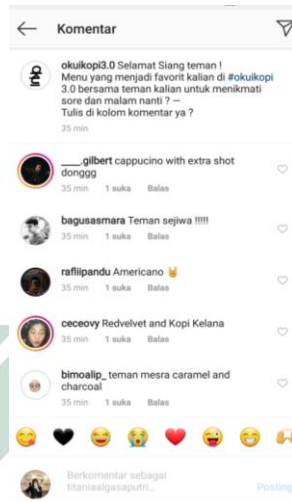 Komentar
okuikopi3.0 Selamat Siang teman !
Menu yang menjadi favorit kalian di #okuikopi
3.0 bersama teman kalian untuk menikmati
sore dan malam nanti ? —
Tulis di kolom komentar ya ?
35 min
____.gilbert cappucino with extra shot
donggg
35 min 1 suka Balas
bagusasmara Teman sejiwa !!!!!
35 min 1 suka Balas
rafliipandu Americano 🤘
35 min 1 suka Balas
ceceovy Redvelvet and Kopi Kelana
35 min 1 suka Balas
bimoalip_ teman mesra caramel and
charcoal
35 min 1 suka Balas
Berkomentar sebagai
titaniaalgasaputri...
Posting